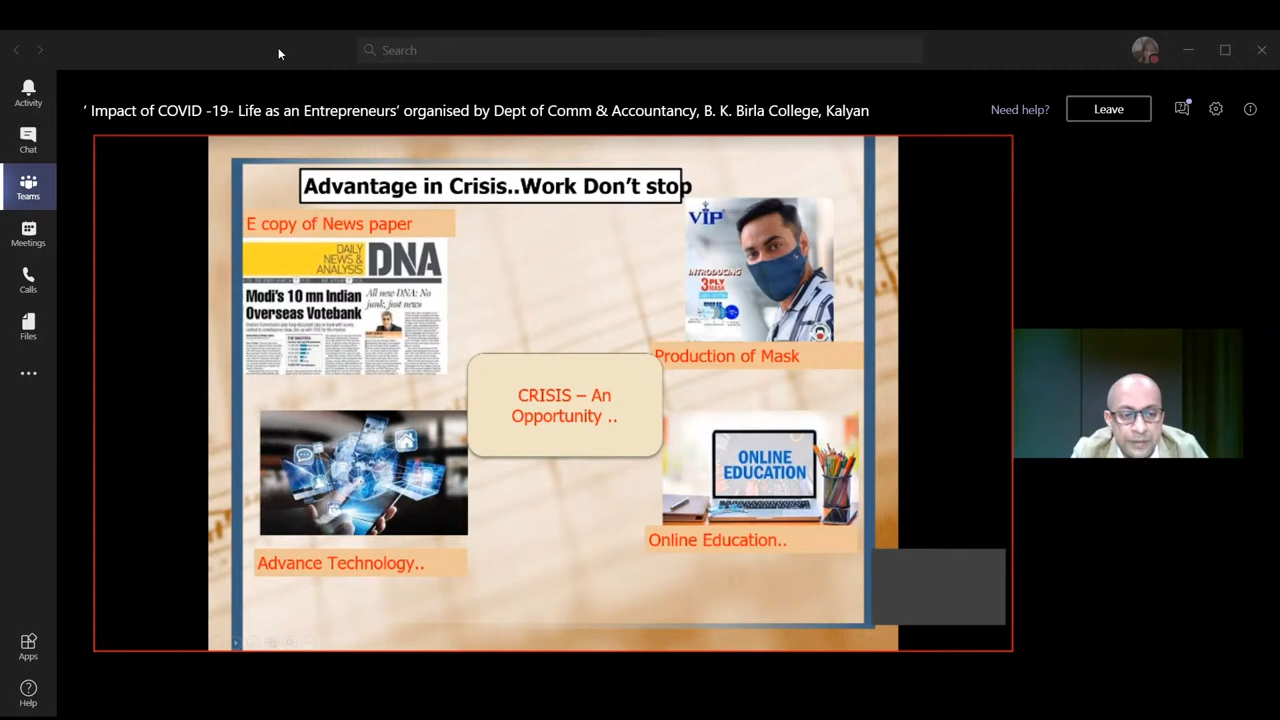 Search
Activity
Chat
Teams
Meetings
Calls
Files
Apps
Help
‘ Impact of COVID -19- Life as an Entrepreneurs‘ organised by Dept of Comm & Accountancy, B. K. Birla College, Kalyan
Need help?
Leave
Advantage in Crisis..Work Don’t stop
E copy of News paper
DAILY
NEWS &
ANALYSIS
DNA
Modi's 10 mn Indian
Overseas Votebank
All new DNA: No
junk, just news
VIP
INTRODUCING
3 PLY
MASK
Production of Mask
CRISIS – An
Opportunity ..
ONLINE
EDUCATION
Advance Technology..
Online Education..